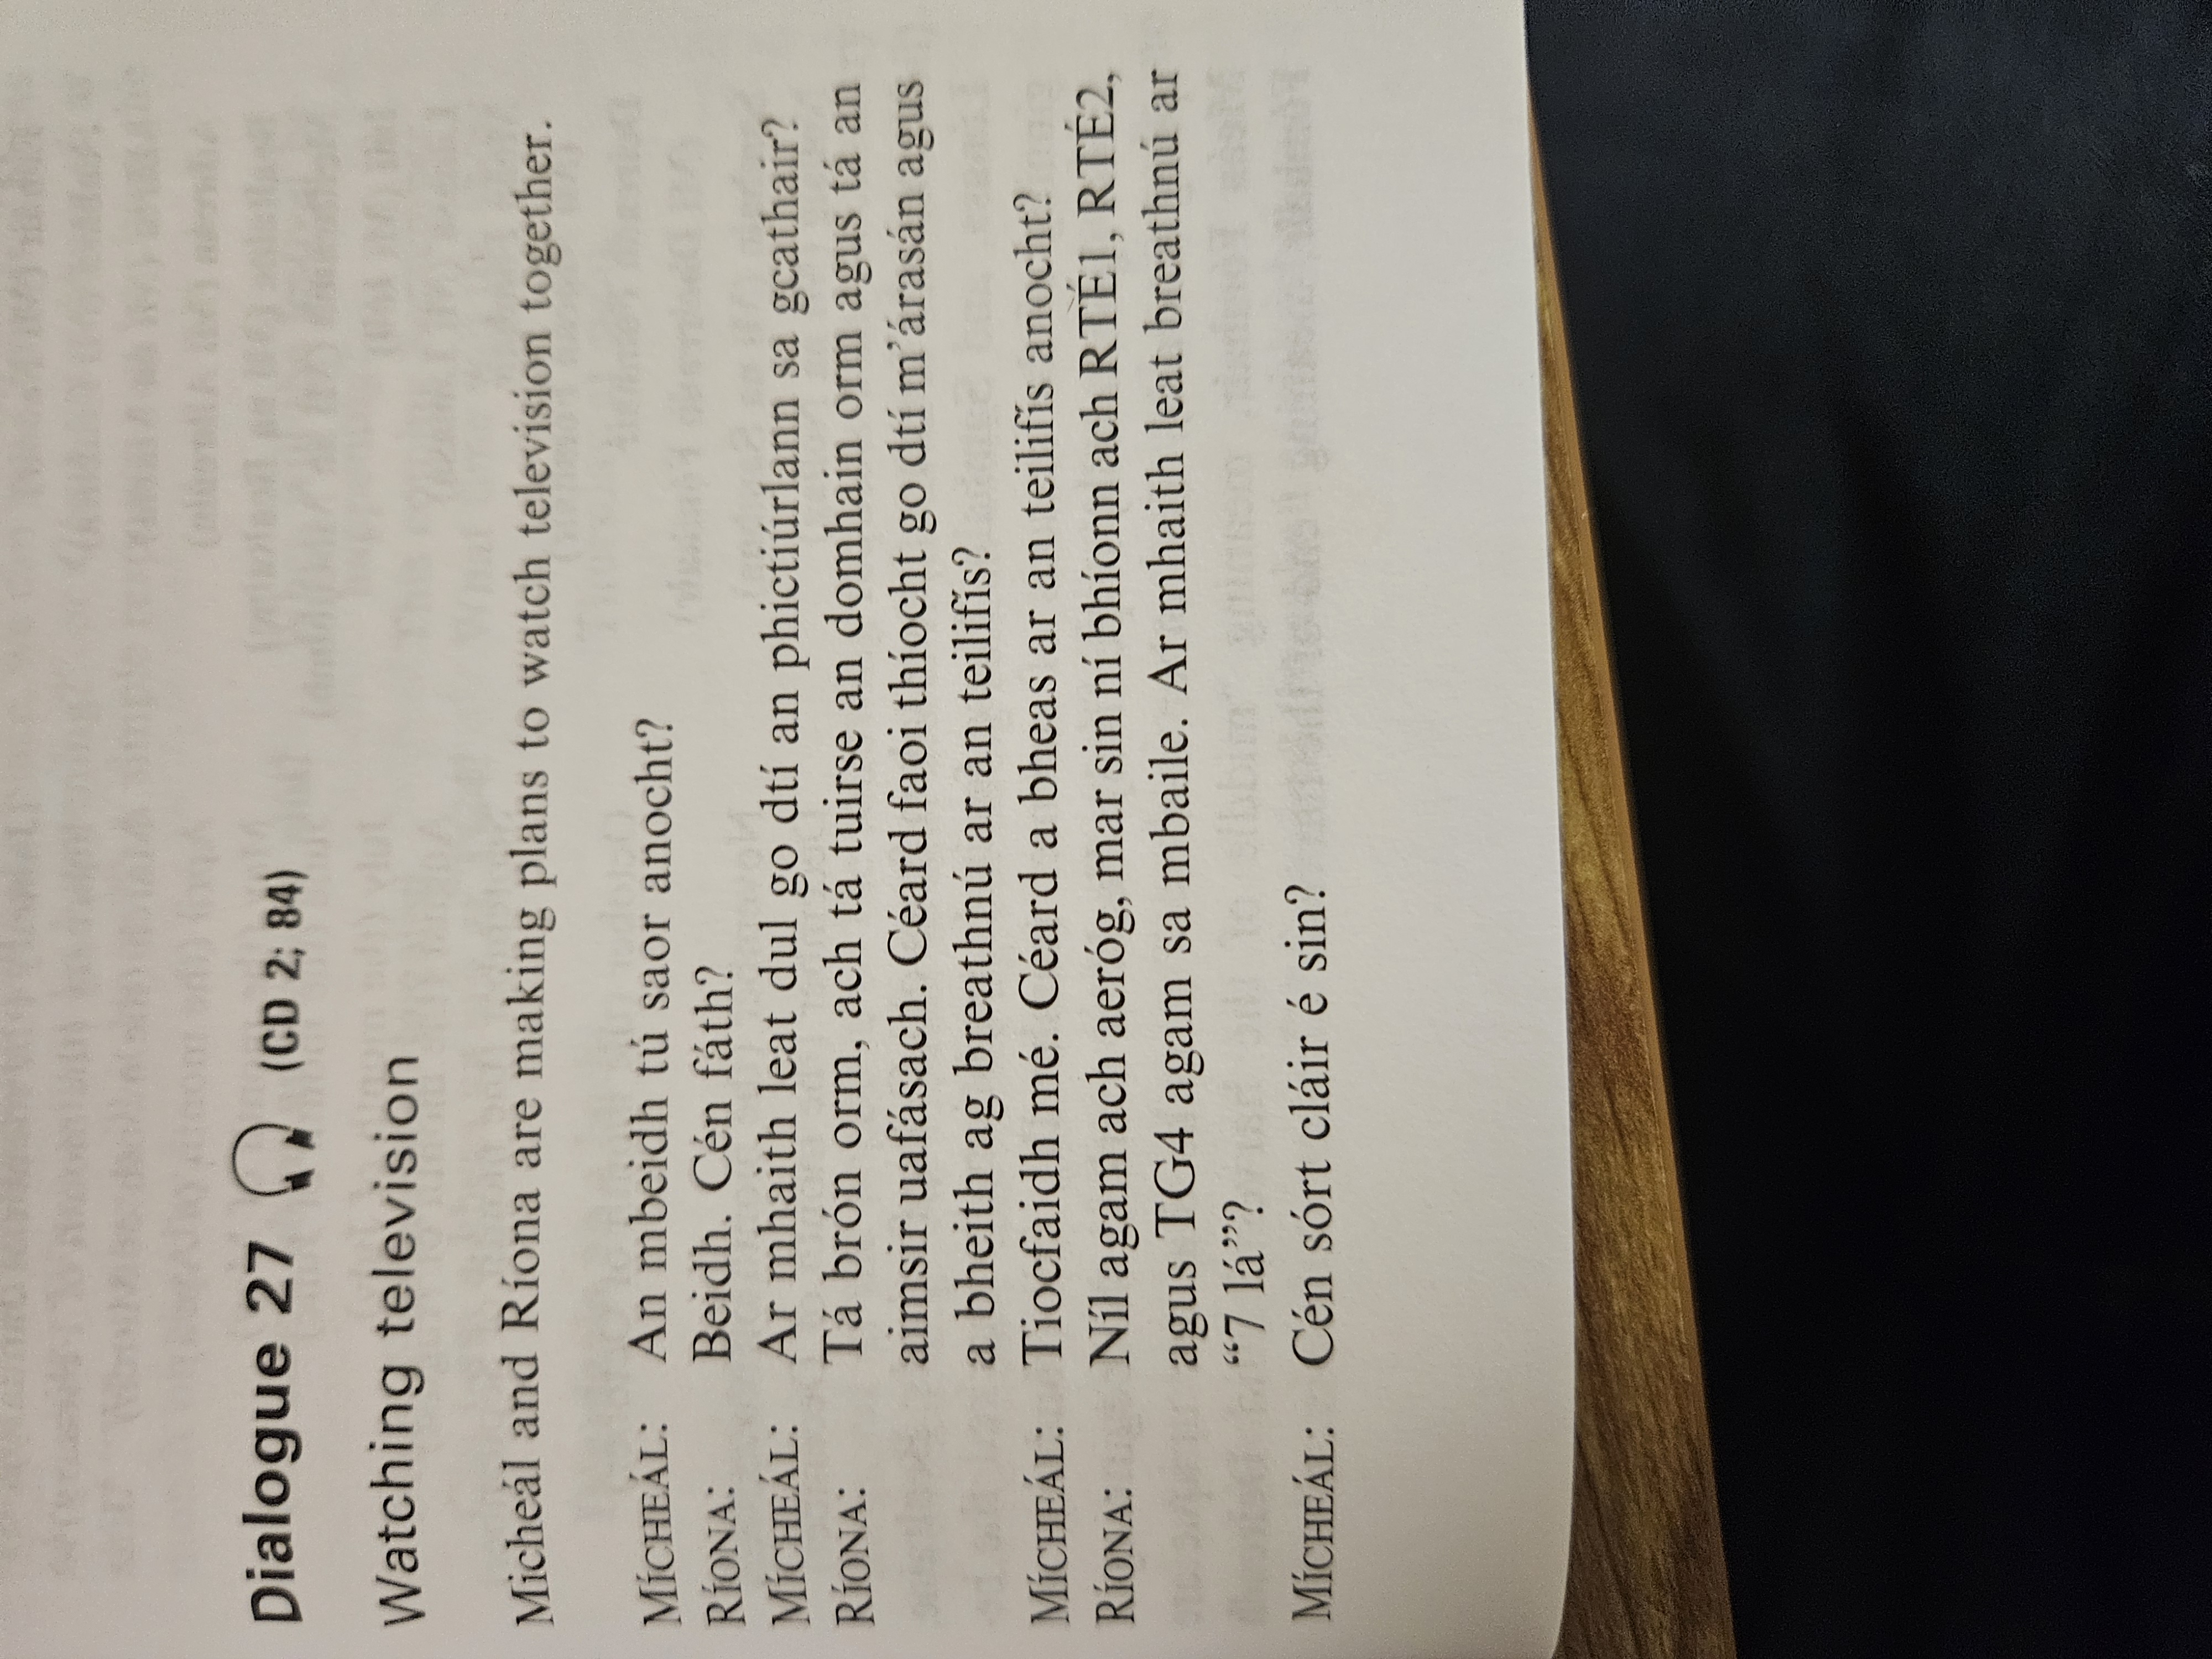 Dialogue 27 (CD 2; 84)
Watching television
Micheál and Ríona are making plans to watch television together.
MÍCHEÁL: An mbeidh tú saor anocht?
RÍONA: Beidh. Cén fáth?
MÍCHEÁL: Ar mhaith leat dul go dtí an phictiúrlann sa gcathair?
RÍONA: Tá brón orm, ach tá tuirse an domhain orm agus tá an
aimsir uafásach. Céard faoi thíocht go dtí m'árasán agus
a bheith ag breathnú ar an teilifís?
MÍCHEÁL: Tiocfaidh mé. Céard a bheas ar an teilifís anocht?
RÍONA: Níl agam ach aeróg, mar sin ní bhíonn ach RTÉ1, RTÉ2,
agus TG4 agam sa mbaile. Ar mhaith leat breathnú ar
“7 lá”?
MÍCHEÁL: Cén sórt cláir é sin?